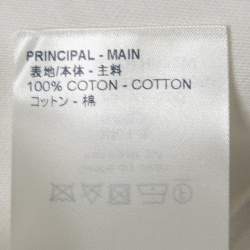 PRINCIPAL - MAIN
表地/本体 - 主料
100% COTON - COTTON
コットン - 棉